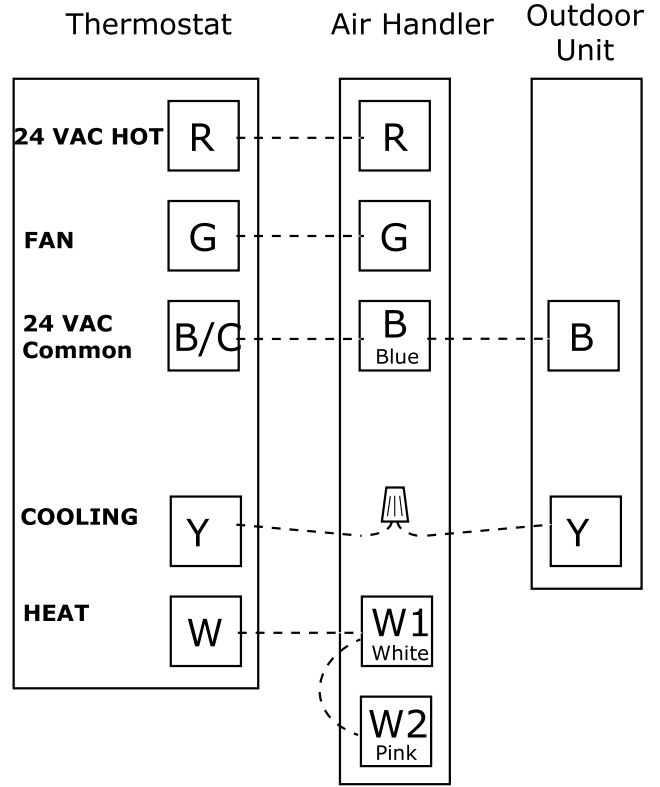 Thermostat
Air Handler
Outdoor
Unit
24 VAC HOT
R
R
FAN
G
G
24 VAC
Common
B/C
B
Blue
B
COOLING
Y
Y
HEAT
W
W1
White
W2
Pink